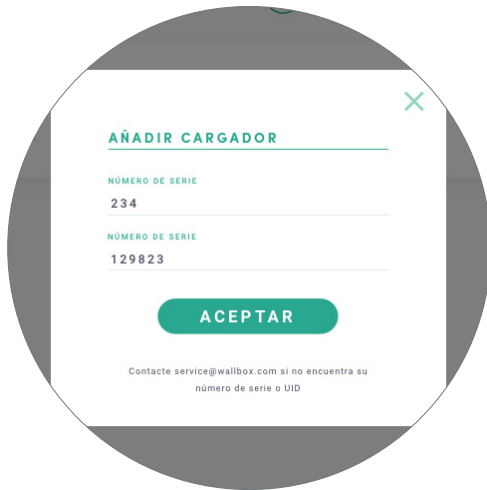 AÑADIR CARGADOR
NÚMERO DE SERIE
234
NÚMERO DE SERIE
129823
ACEPTAR
Contacte service@wallbox.com si no encuentra su
número de serie o UID